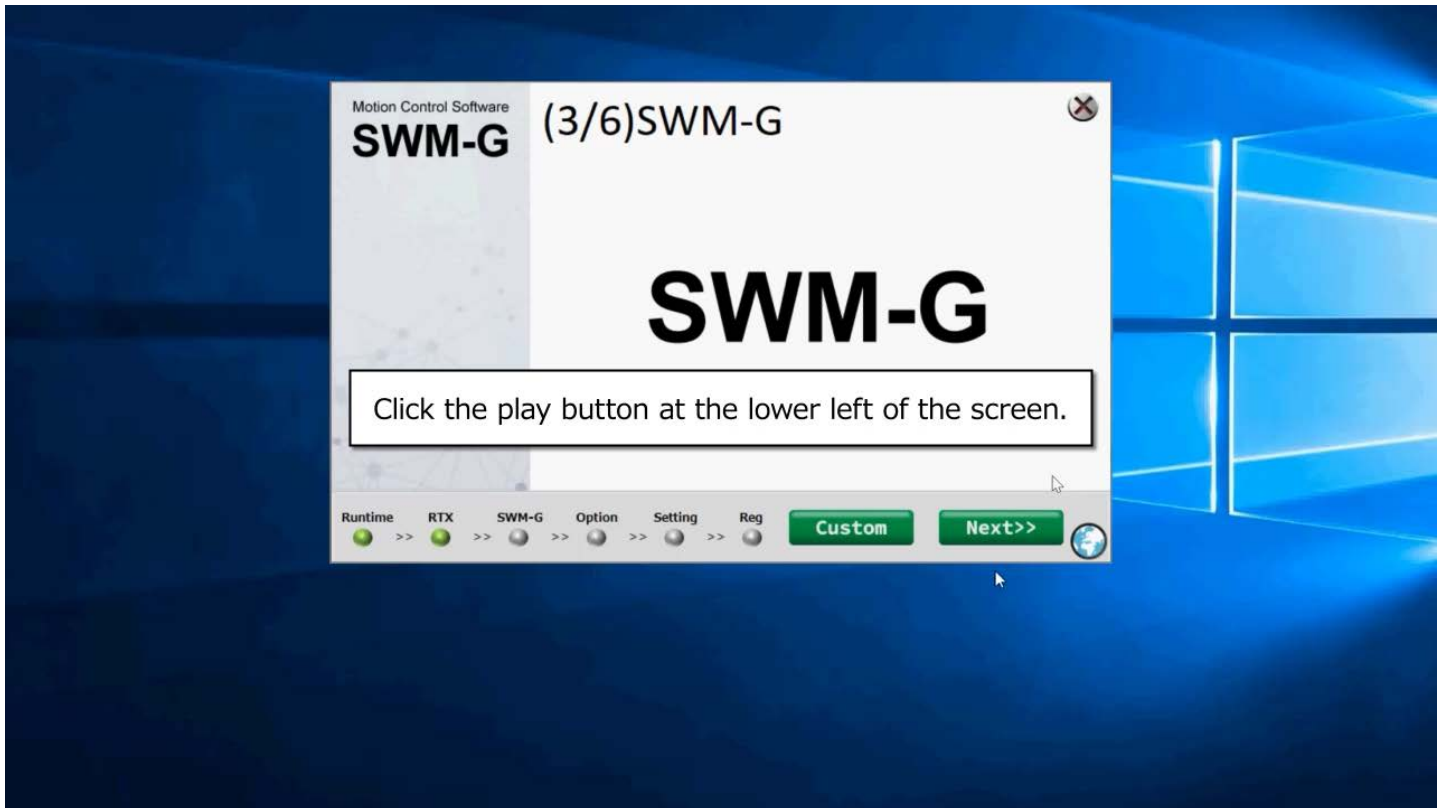 Motion Control Software
SWM-G
(3/6)SWM-G
SWM-G
Click the play button at the lower left of the screen.
Runtime >> RTX >> SWM-G >> Option >> Setting >> Reg
Custom
Next>>